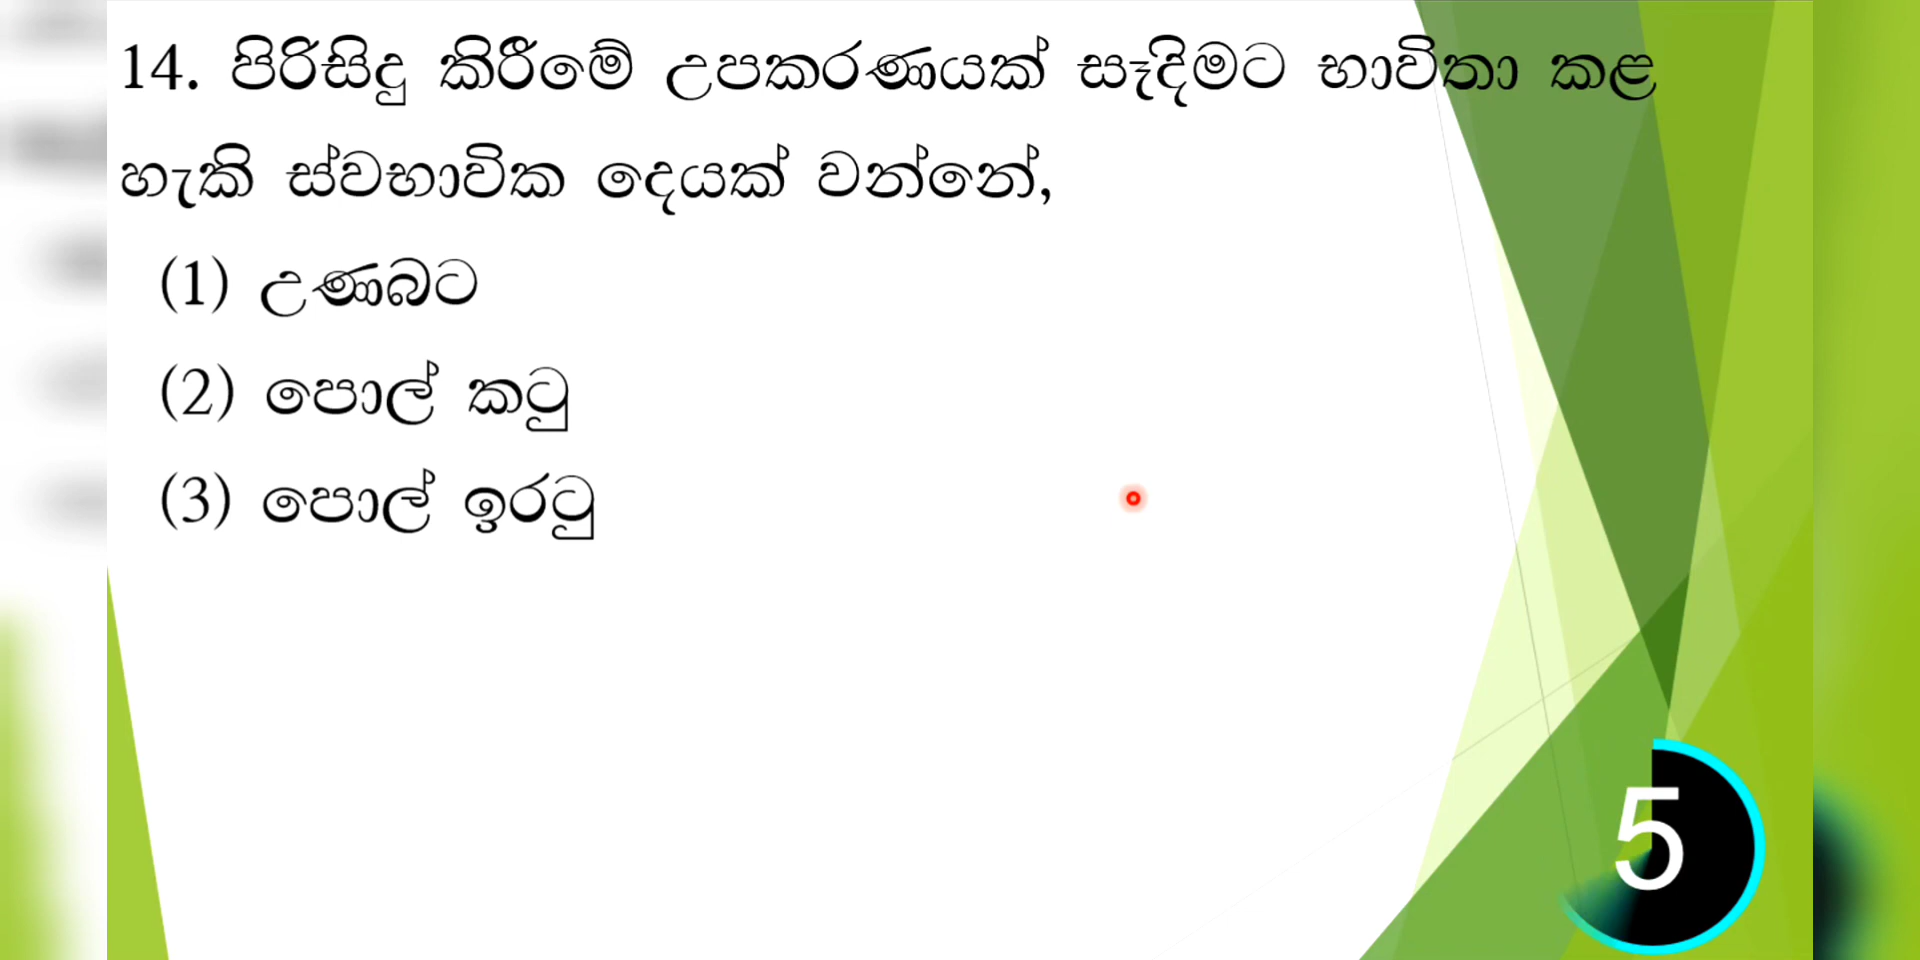 14. පිරිසිදු කිරීමේ උපකරණයක් සෑදිමට භාවිතා කළ
හැකි ස්වභාවික දෙයක් වන්නේ,
(1) උණබට
(2) පොල් කටු
(3) පොල් ඉරටු
5